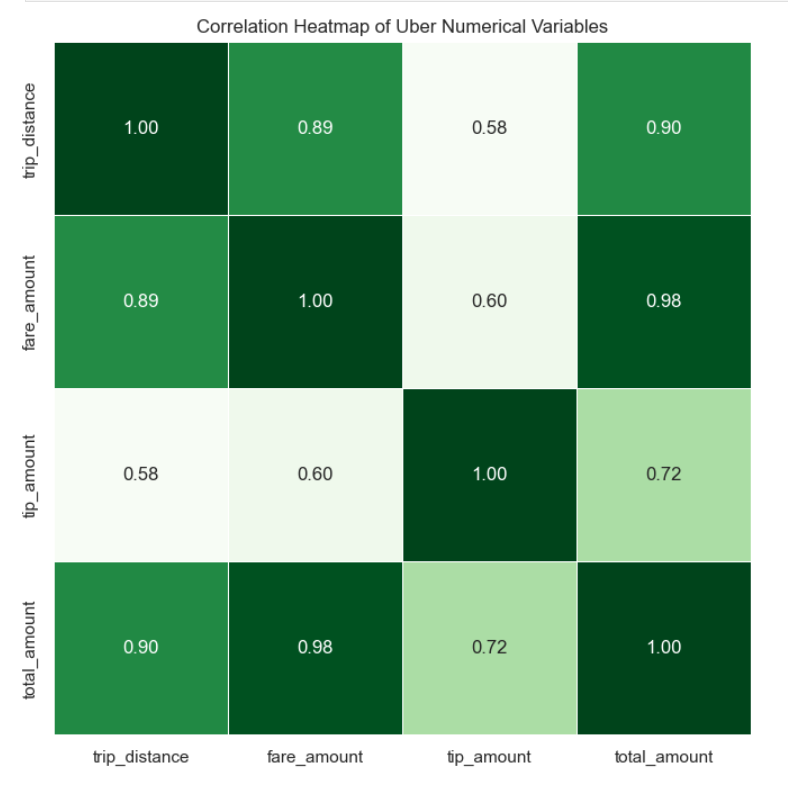 Correlation Heatmap of Uber Numerical Variables
trip_distance
1.00 0.89 0.58 0.90
fare_amount
0.89 1.00 0.60 0.98
tip_amount
0.58 0.60 1.00 0.72
total_amount
0.90 0.98 0.72 1.00
trip_distance fare_amount tip_amount total_amount